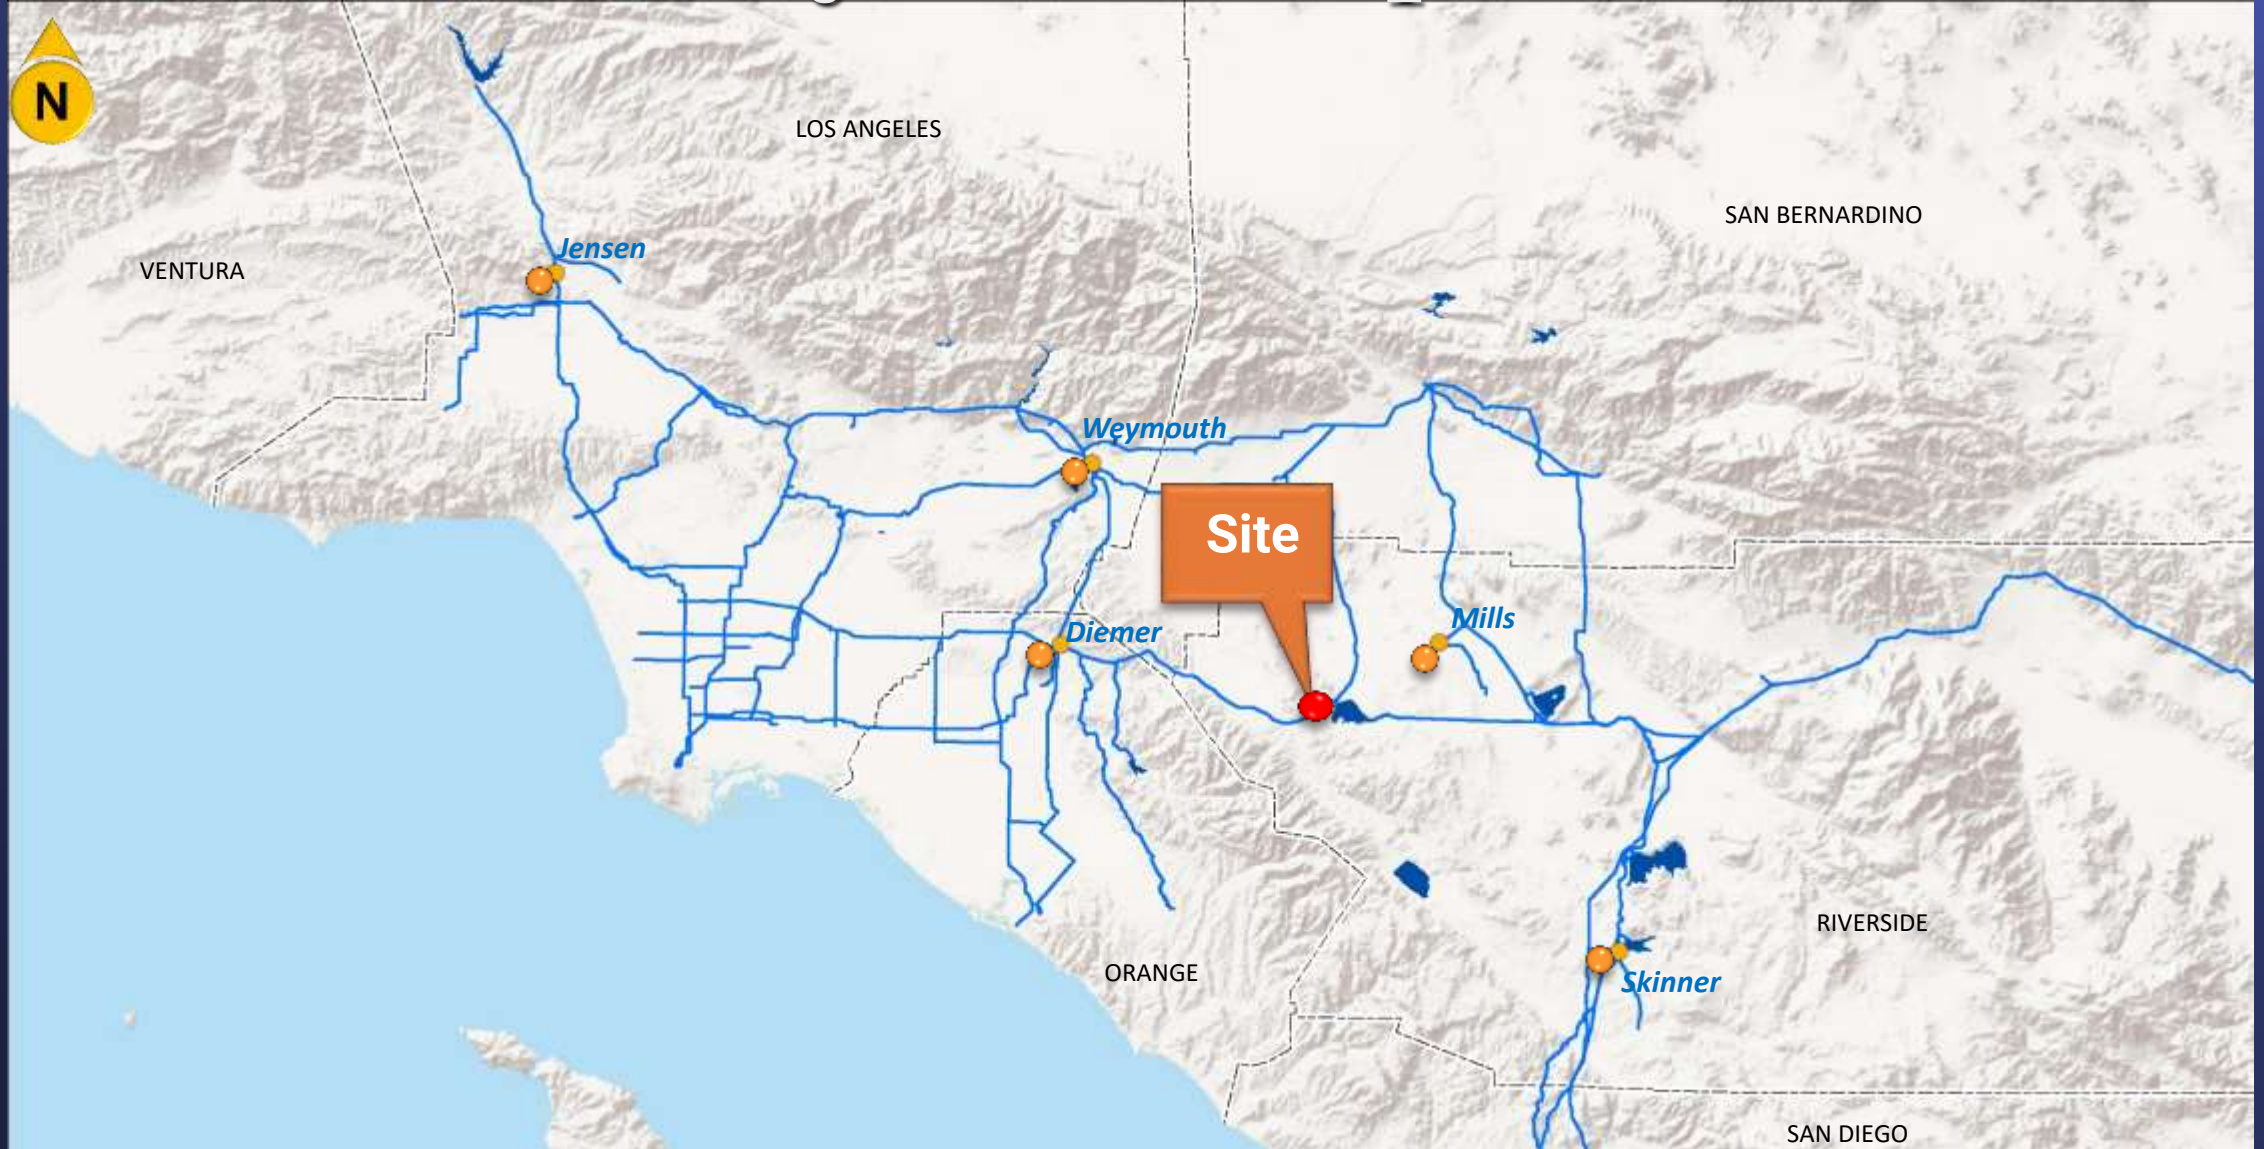 N
LOS ANGELES
SAN BERNARDINO
Jensen
VENTURA
Weymouth
Site
Mills
Diemer
RIVERSIDE
ORANGE
Skinner
SAN DIEGO